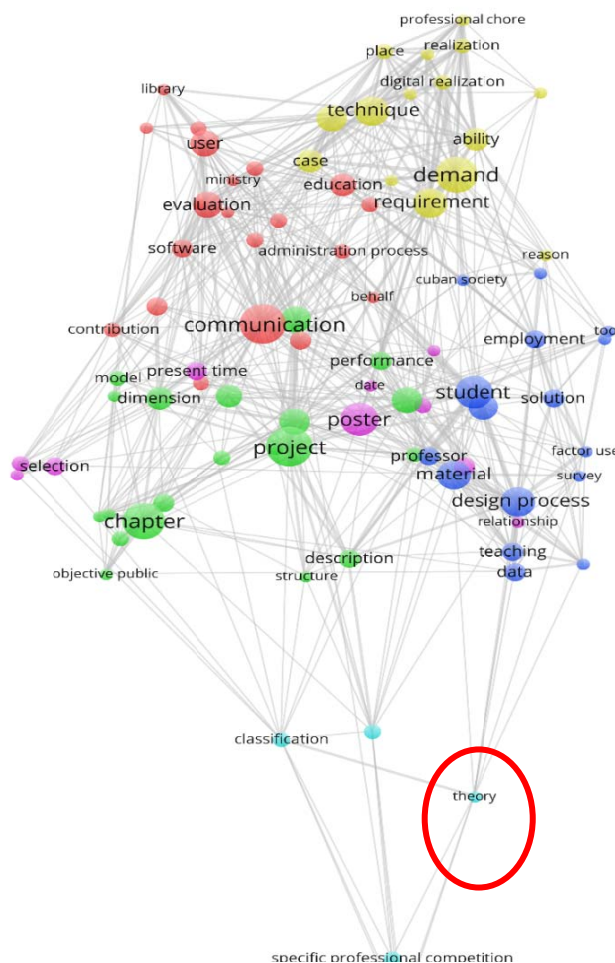 professional chore
realization
place
digital realization
library
technique
user
ability
case
demand
ministry
education
requirement
evaluation
software
administration process
reason
cuban society
behalf
communication
contribution
employment
too
performance
present time
model
date
student
dimension
solution
poster
project
professor
factor use
selection
material
survey
design process
chapter
relationship
teaching
description
objective public
structure
data
classification
theory
specific professional competition